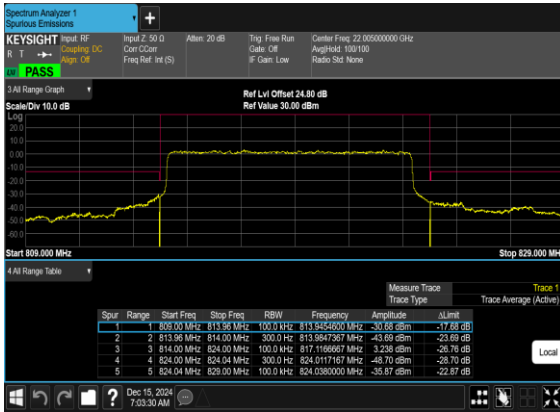 Spectrum Analyzer 1
Spurious Emissions
KEYSIGHT
R T
LXI PASS
Input: RF
Coupling: DC
Align: Off
Input Z: 50 Ω
Corr CCorr
Freq Ref: Int (S)
Atten: 20 dB
Trig: Free Run
Gate: Off
IF Gain: Low
Center Freq: 22.005000000 GHz
Avg|Hold: 100/100
Radio Std: None
3 All Range Graph
Scale/Div 10.0 dB
Ref Lvl Offset 24.80 dB
Ref Value 30.00 dBm
Log
20.0
10.0
0.00
-10.0
-20.0
-30.0
-40.0
-50.0
-60.0
Start 809.000 MHz
Stop 829.000 MH
4 All Range Table
Measure Trace Trace 1
Trace Type Trace Average (Active)
Spur Range Start Freq Stop Freq RBW Frequency Amplitude ΔLimit
1 1 809.00 MHz 813.96 MHz 100.0 kHz 813.9454600 MHz -30.68 dBm -17.68 dB
2 2 813.96 MHz 814.00 MHz 300.0 Hz 813.9847367 MHz -43.69 dBm -23.69 dB
3 3 814.00 MHz 824.00 MHz 100.0 kHz 817.1166667 MHz 3.238 dBm -26.76 dB
4 4 824.00 MHz 824.04 MHz 300.0 Hz 824.0117167 MHz -48.70 dBm -28.70 dB
5 5 824.04 MHz 829.00 MHz 100.0 kHz 824.0380000 MHz -35.87 dBm -22.87 dB
Local
?
Dec 15, 2024
7:03:30 AM